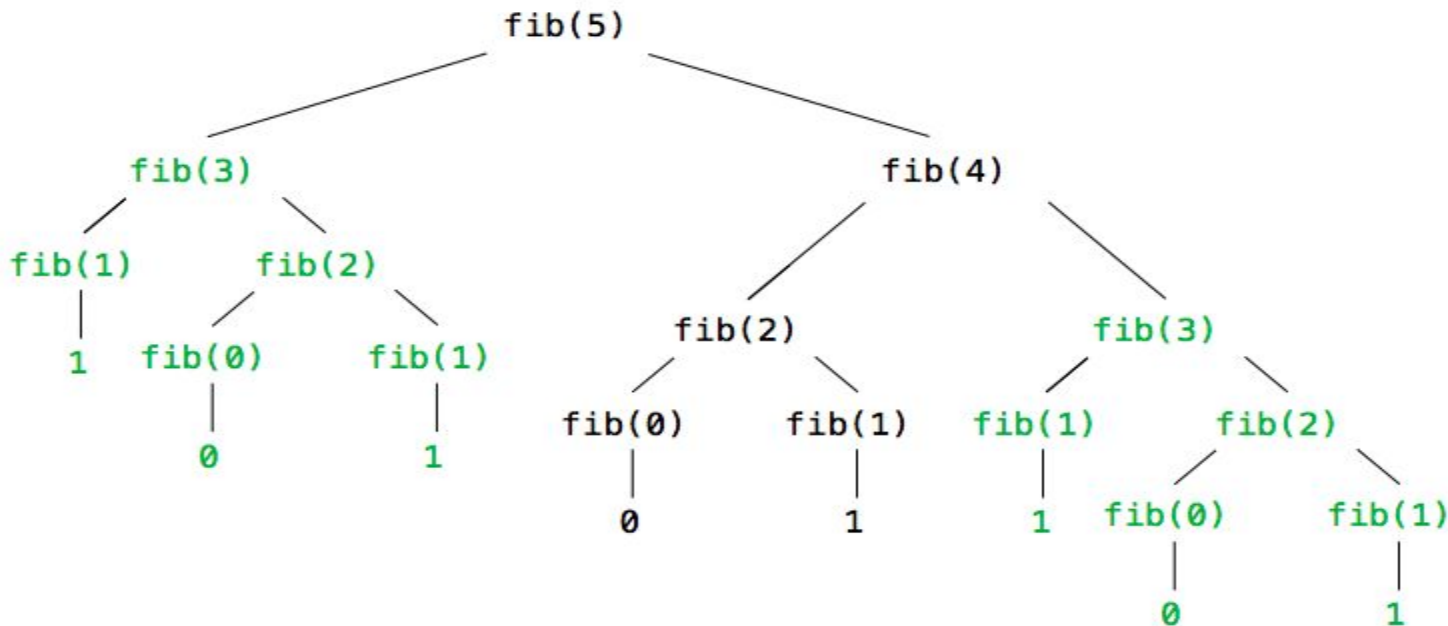 fib(5)
fib(3) fib(4)
fib(1) fib(2)
fib(2) fib(3)
1 fib(0) fib(1)
fib(0) fib(1) fib(1) fib(2)
0 1
0 1 1 fib(0) fib(1)
0 1